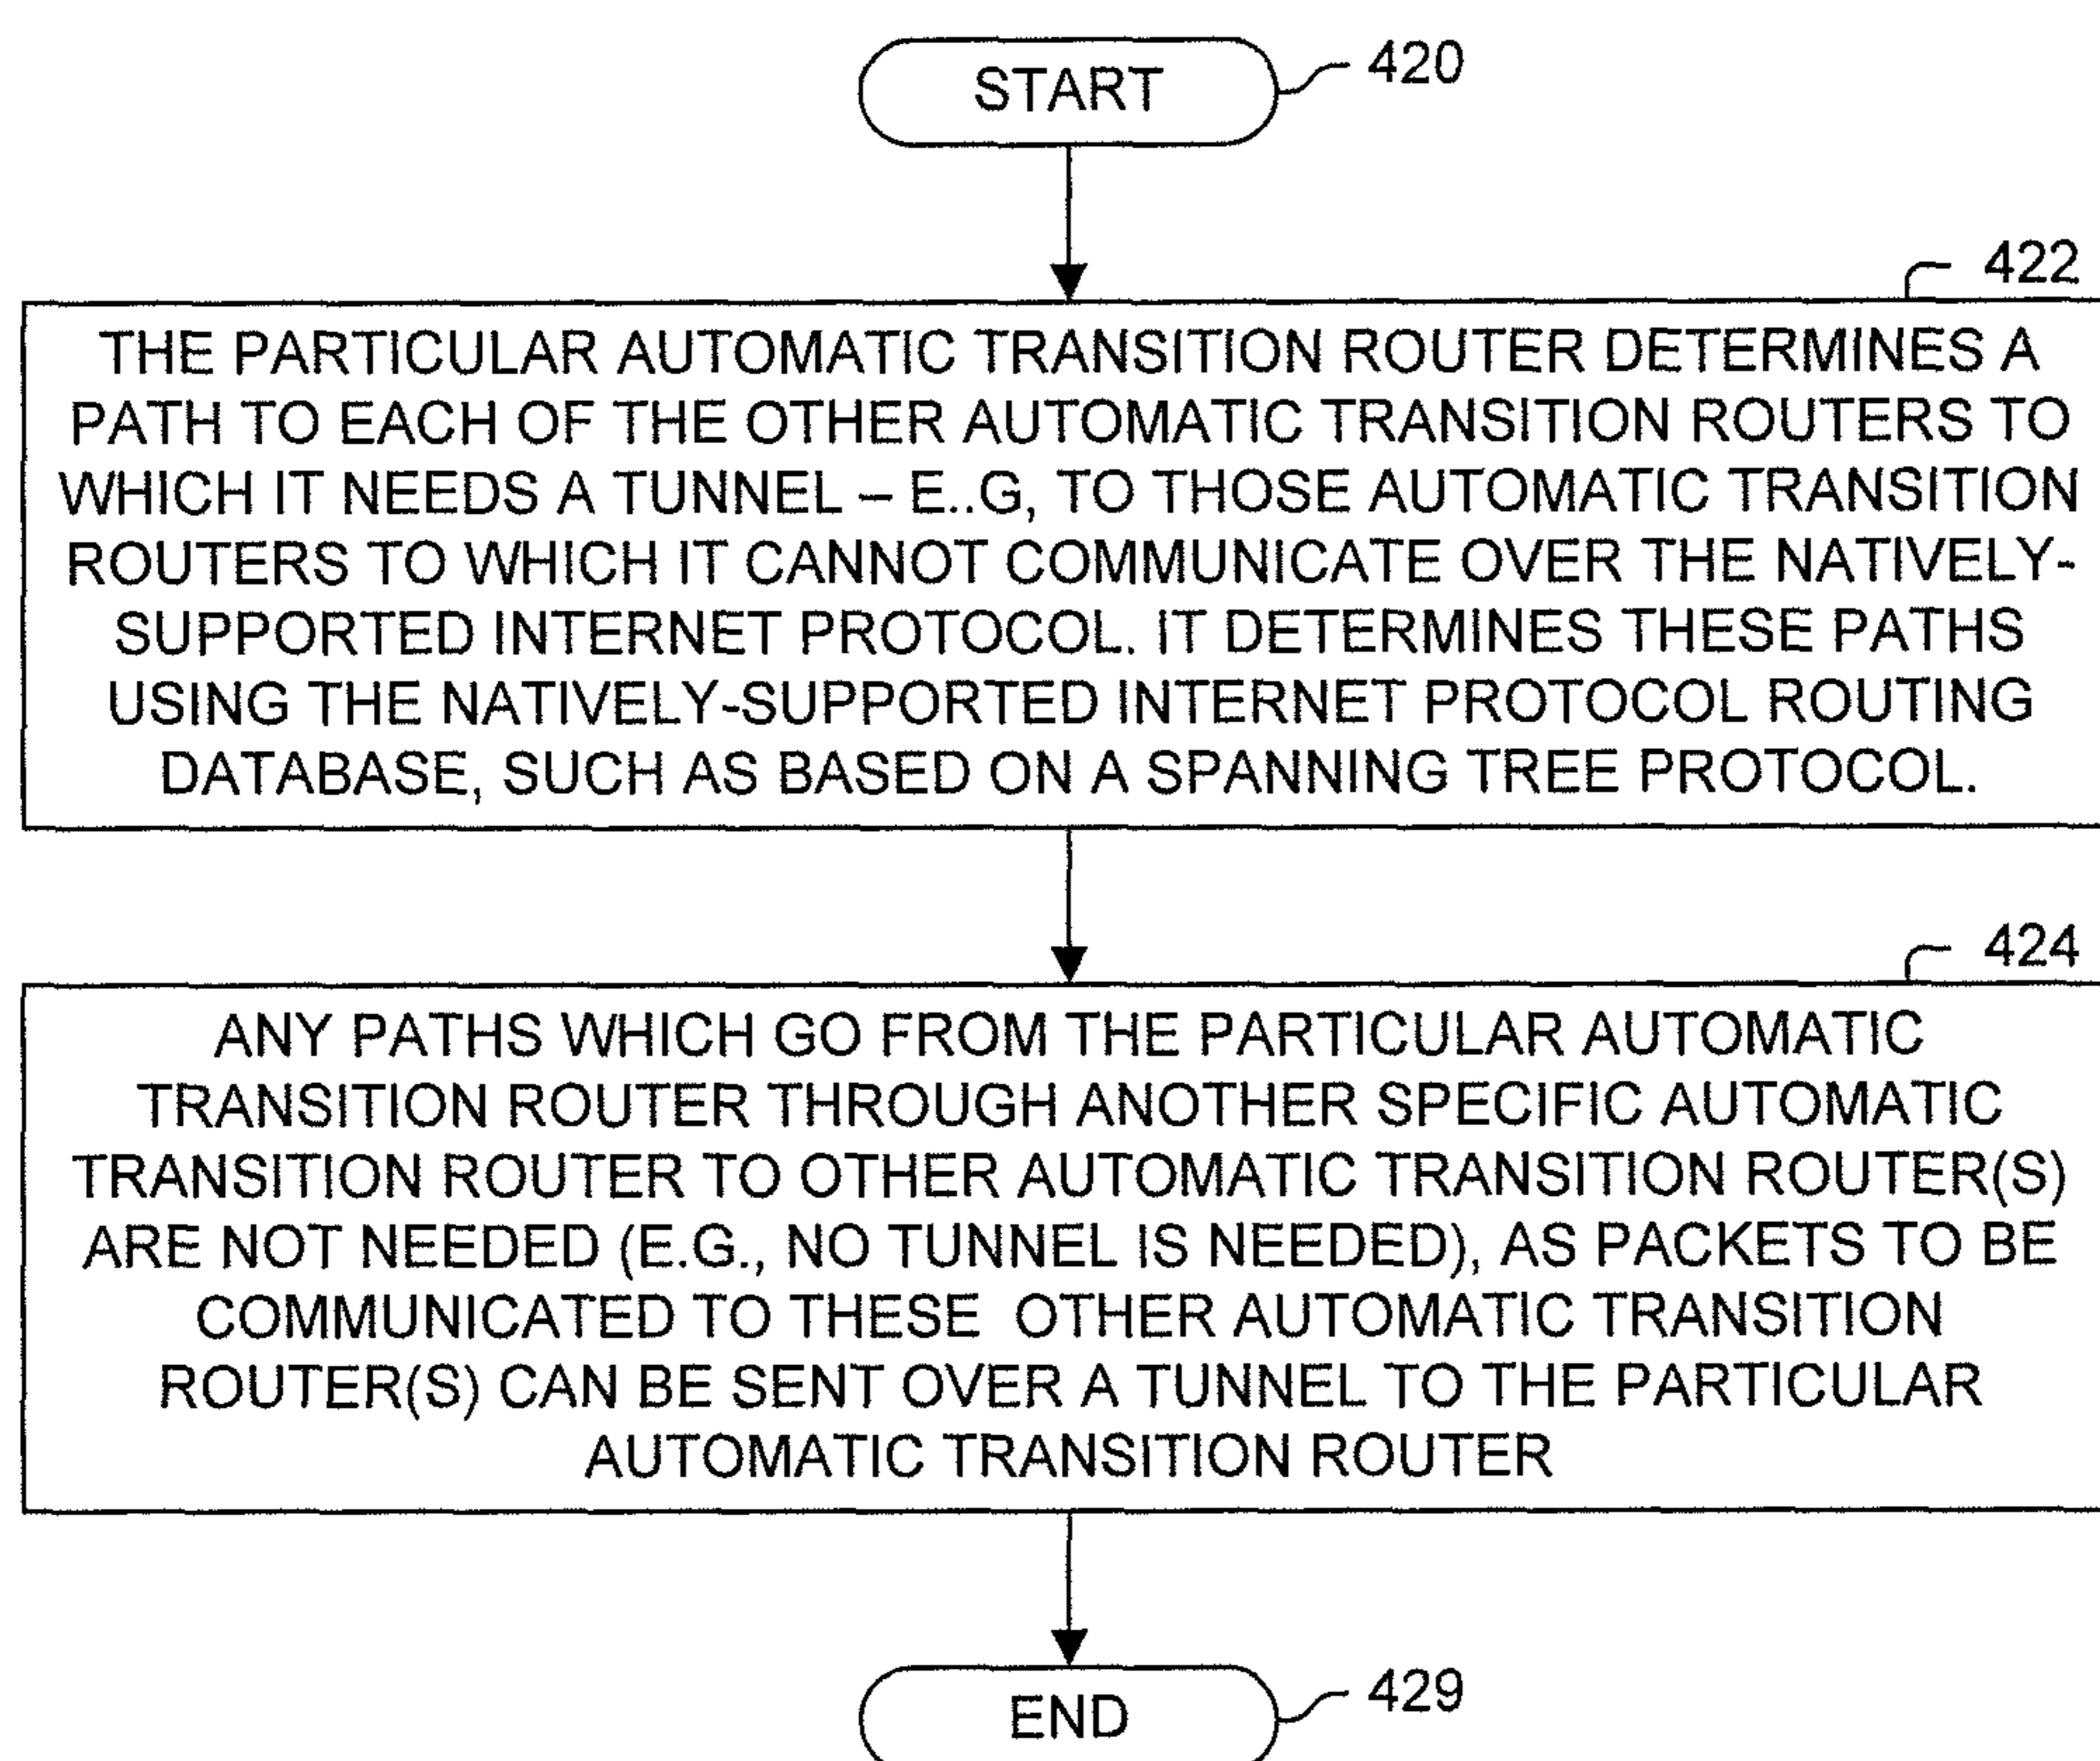 START
420
422
THE PARTICULAR AUTOMATIC TRANSITION ROUTER DETERMINES A
PATH TO EACH OF THE OTHER AUTOMATIC TRANSITION ROUTERS TO
WHICH IT NEEDS A TUNNEL – E..G, TO THOSE AUTOMATIC TRANSITION
ROUTERS TO WHICH IT CANNOT COMMUNICATE OVER THE NATIVELY-
SUPPORTED INTERNET PROTOCOL. IT DETERMINES THESE PATHS
USING THE NATIVELY-SUPPORTED INTERNET PROTOCOL ROUTING
DATABASE, SUCH AS BASED ON A SPANNING TREE PROTOCOL.
424
ANY PATHS WHICH GO FROM THE PARTICULAR AUTOMATIC
TRANSITION ROUTER THROUGH ANOTHER SPECIFIC AUTOMATIC
TRANSITION ROUTER TO OTHER AUTOMATIC TRANSITION ROUTER(S)
ARE NOT NEEDED (E.G., NO TUNNEL IS NEEDED), AS PACKETS TO BE
COMMUNICATED TO THESE OTHER AUTOMATIC TRANSITION
ROUTER(S) CAN BE SENT OVER A TUNNEL TO THE PARTICULAR
AUTOMATIC TRANSITION ROUTER
END
429